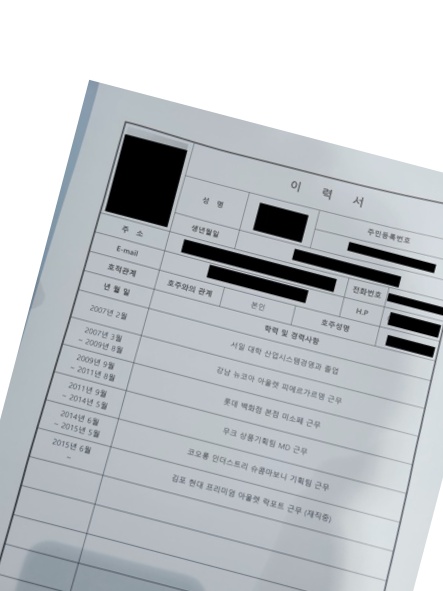 이 력 서
성 명
주민등록번호
생년월일
주 소
전화번호
E-mail
H.P
호적관계
호주와의 관계
본인
호주성명
년 월 일
학력 및 경력사항
2007년 2월
서일 대학 산업시스템경영과 졸업
2007년 3월
~ 2009년 8월
강남 뉴코아 아울렛 피에르가르뎅 근무
2009년 9월
~ 2011년 8월
롯데 백화점 본점 미소페 근무
2011년 9월
~ 2014년 5월
무크 상품기획팀 MD 근무
2014년 6월
~ 2015년 5월
코오롱 인더스트리 슈콤마보니 기획팀 근무
2015년 6월
~
김포 현대 프리미엄 아울렛 락포트 근무 (재직중)